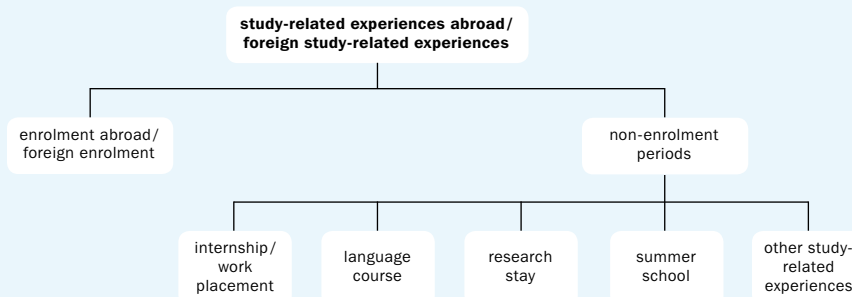 study-related experiences abroad/
foreign study-related experiences
enrolment abroad/
foreign enrolment
non-enrolment
periods
internship/
work
placement
language
course
research
stay
summer
school
other study-
related
experiences